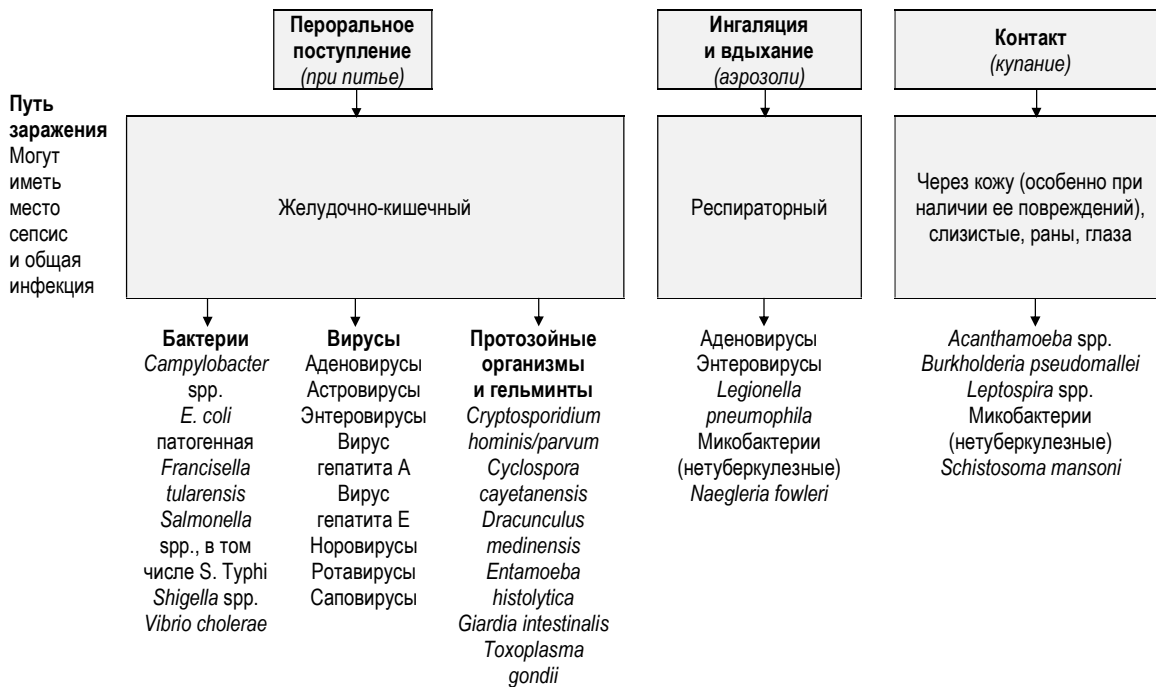 Пероральное
поступление
(при питье)
Ингаляция
и вдыхание
(аэрозоли)
Контакт
(купание)
Путь
заражения
Могут
иметь
место
сепсис
и общая
инфекция
Желудочно-кишечный
Респираторный
Через кожу (особенно при
наличии ее повреждений),
слизистые, раны, глаза
Бактерии
Campylobacter
spp.
E. coli
патогенная
Francisella
tularensis
Salmonella
spp., в том
числе S. Typhi
Shigella spp.
Vibrio cholerae
Вирусы
Аденовирусы
Астровирусы
Энтеровирусы
Вирус
гепатита А
Вирус
гепатита Е
Норовирусы
Ротавирусы
Саповирусы
Протозойные
организмы
и гельминты
Cryptosporidium
hominis/parvum
Cyclospora
cayetanensis
Dracunculus
medinensis
Entamoeba
histolytica
Giardia intestinalis
Toxoplasma
gondii
Аденовирусы
Энтеровирусы
Legionella
pneumophila
Микобактерии
(нетуберкулезные)
Naegleria fowleri
Acanthamoeba spp.
Burkholderia pseudomallei
Leptospira spp.
Микобактерии
(нетуберкулезные)
Schistosoma mansoni